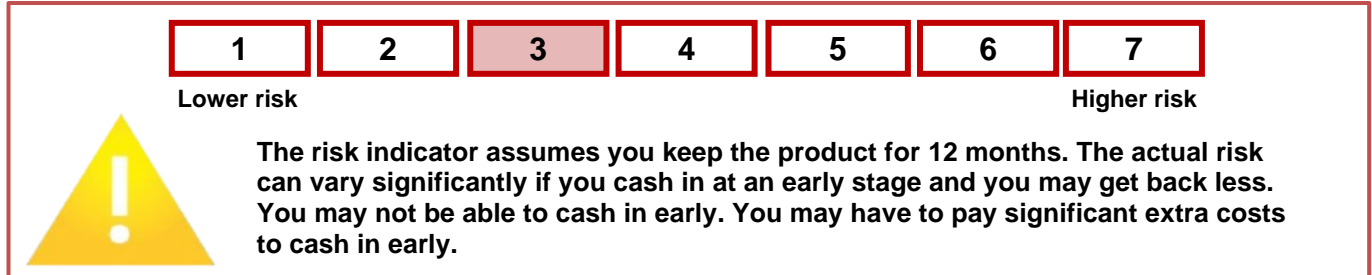 1 2 3 4 5 6 7
Lower risk Higher risk
The risk indicator assumes you keep the product for 12 months. The actual risk
can vary significantly if you cash in at an early stage and you may get back less.
You may not be able to cash in early. You may have to pay significant extra costs
to cash in early.